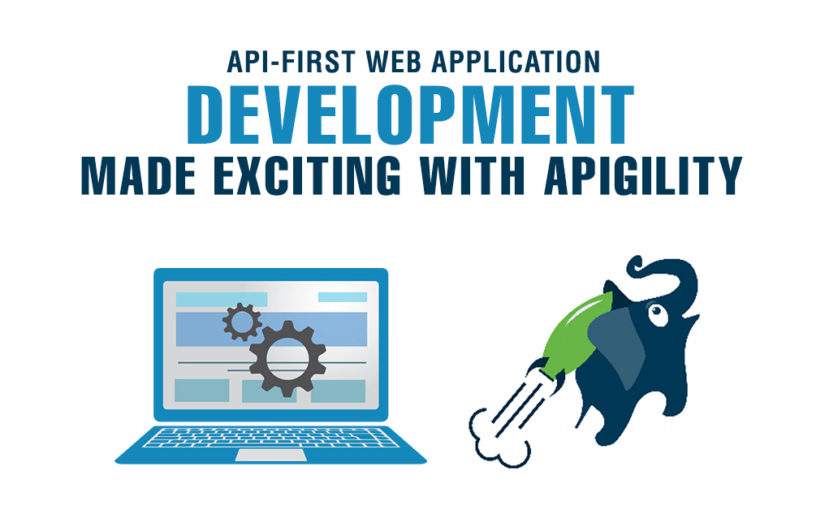 API-FIRST WEB APPLICATION
DEVELOPMENT
MADE EXCITING WITH APIGILITY